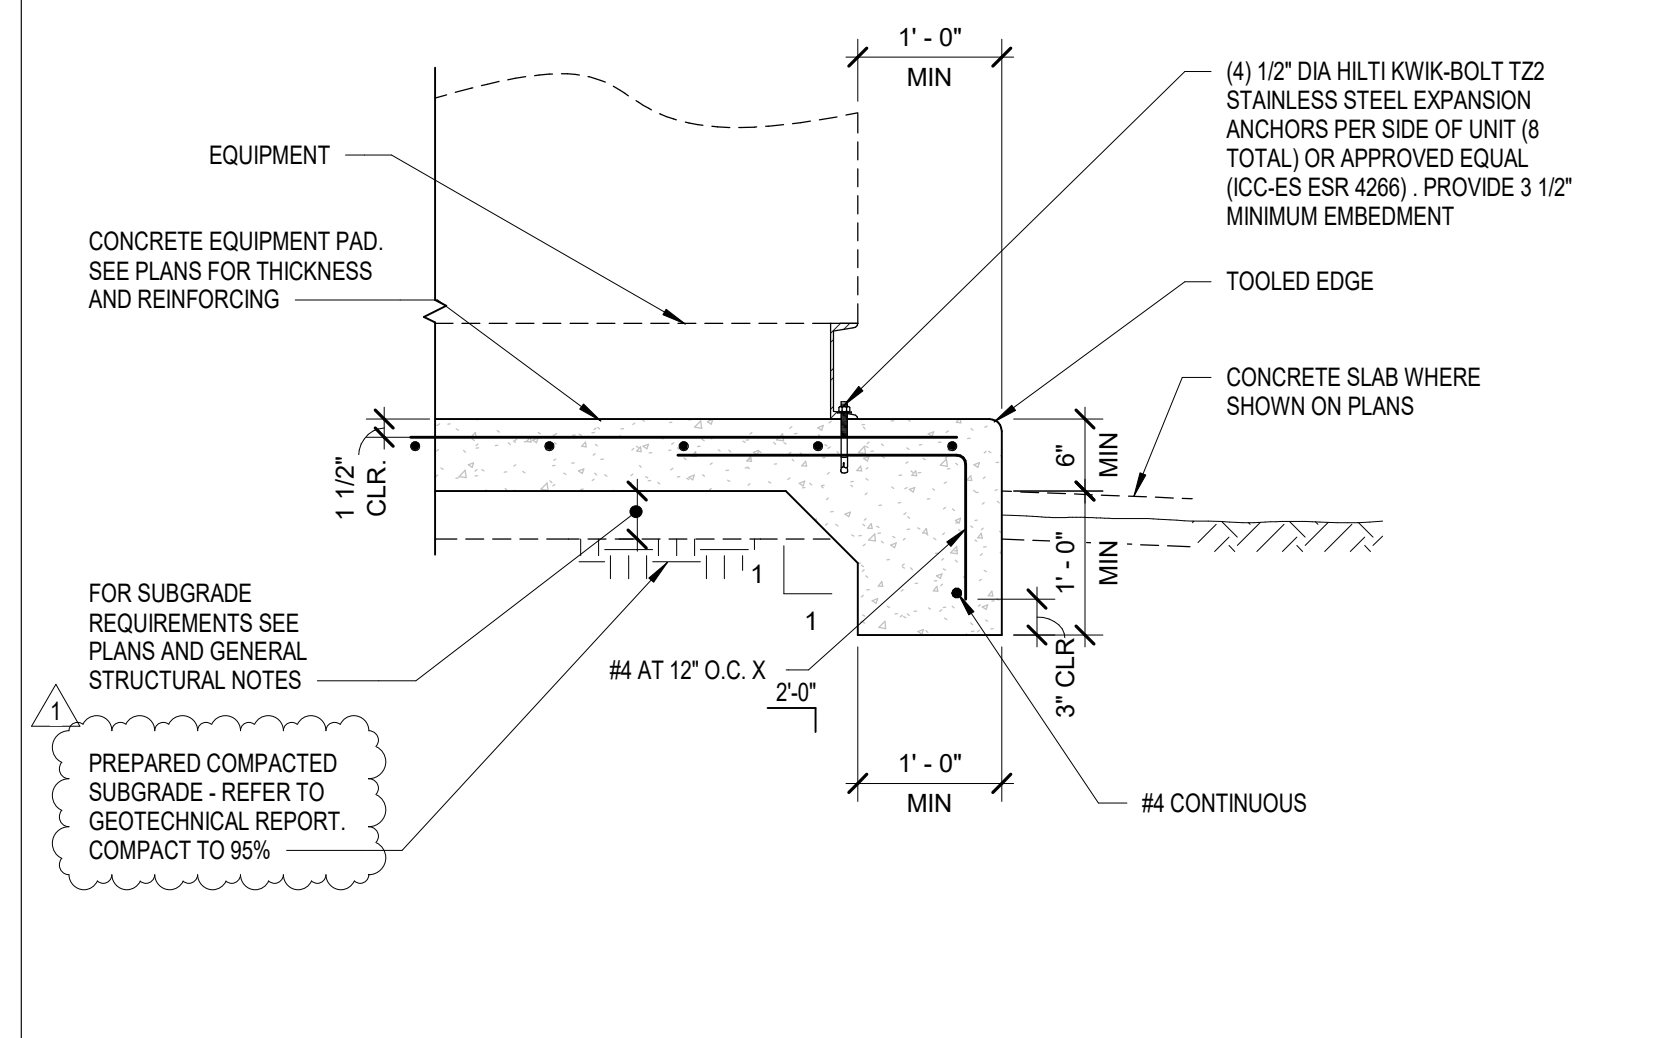 1' - 0"
MIN
(4) 1/2" DIA HILTI KWIK-BOLT TZ2
STAINLESS STEEL EXPANSION
ANCHORS PER SIDE OF UNIT (8
TOTAL) OR APPROVED EQUAL
(ICC-ES ESR 4266) . PROVIDE 3 1/2"
MINIMUM EMBEDMENT
EQUIPMENT
CONCRETE EQUIPMENT PAD.
SEE PLANS FOR THICKNESS
AND REINFORCING
TOOLED EDGE
CONCRETE SLAB WHERE
SHOWN ON PLANS
1 1/2"
CLR.
6"
MIN
1' - 0"
MIN
3" CLR
1
1
FOR SUBGRADE
REQUIREMENTS SEE
PLANS AND GENERAL
STRUCTURAL NOTES
#4 AT 12" O.C. X
2'-0"
1
PREPARED COMPACTED
SUBGRADE - REFER TO
GEOTECHNICAL REPORT.
COMPACT TO 95%
1' - 0"
MIN
#4 CONTINUOUS